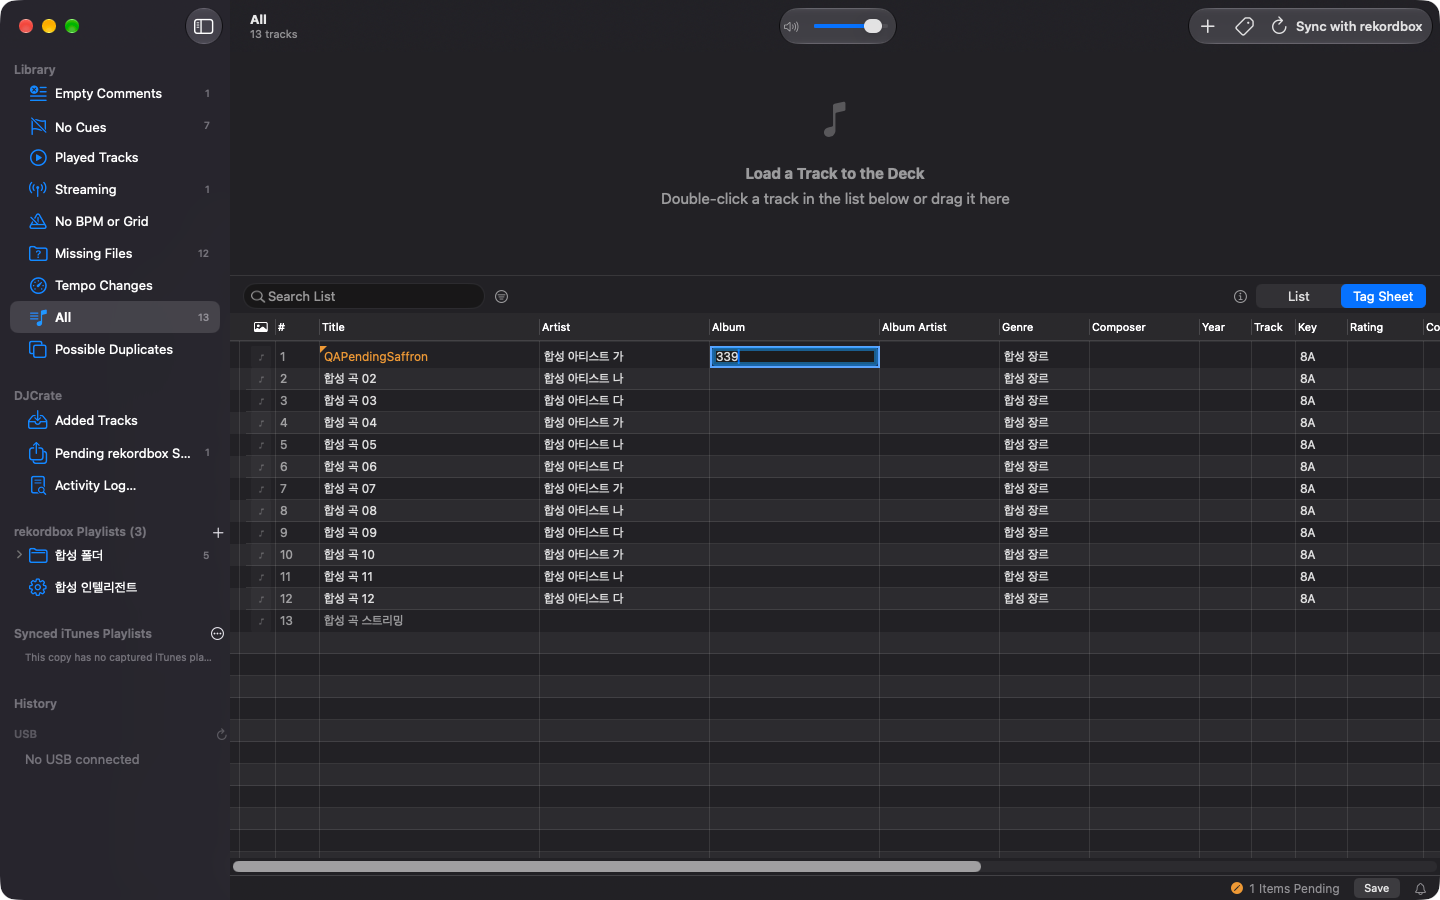 All
13 tracks
Sync with rekordbox
Library
Empty Comments 1
No Cues 7
Played Tracks
Streaming 1
No BPM or Grid
Missing Files 12
Tempo Changes
All 13
Possible Duplicates
DJCrate
Added Tracks
Pending rekordbox S... 1
Activity Log...
rekordbox Playlists (3)
합성 폴더 5
합성 인텔리전트
Synced iTunes Playlists
This copy has no captured iTunes pla...
History
USB
No USB connected
Load a Track to the Deck
Double-click a track in the list below or drag it here
Search List
List Tag Sheet
# Title Artist Album Album Artist Genre Composer Year Track Key Rating Co
1 QAPendingSaffron 합성 아티스트 가 339 합성 장르 8A
2 합성 곡 02 합성 아티스트 나 합성 장르 8A
3 합성 곡 03 합성 아티스트 다 합성 장르 8A
4 합성 곡 04 합성 아티스트 가 합성 장르 8A
5 합성 곡 05 합성 아티스트 나 합성 장르 8A
6 합성 곡 06 합성 아티스트 다 합성 장르 8A
7 합성 곡 07 합성 아티스트 가 합성 장르 8A
8 합성 곡 08 합성 아티스트 나 합성 장르 8A
9 합성 곡 09 합성 아티스트 다 합성 장르 8A
10 합성 곡 10 합성 아티스트 가 합성 장르 8A
11 합성 곡 11 합성 아티스트 나 합성 장르 8A
12 합성 곡 12 합성 아티스트 다 합성 장르 8A
13 합성 곡 스트리밍
1 Items Pending Save